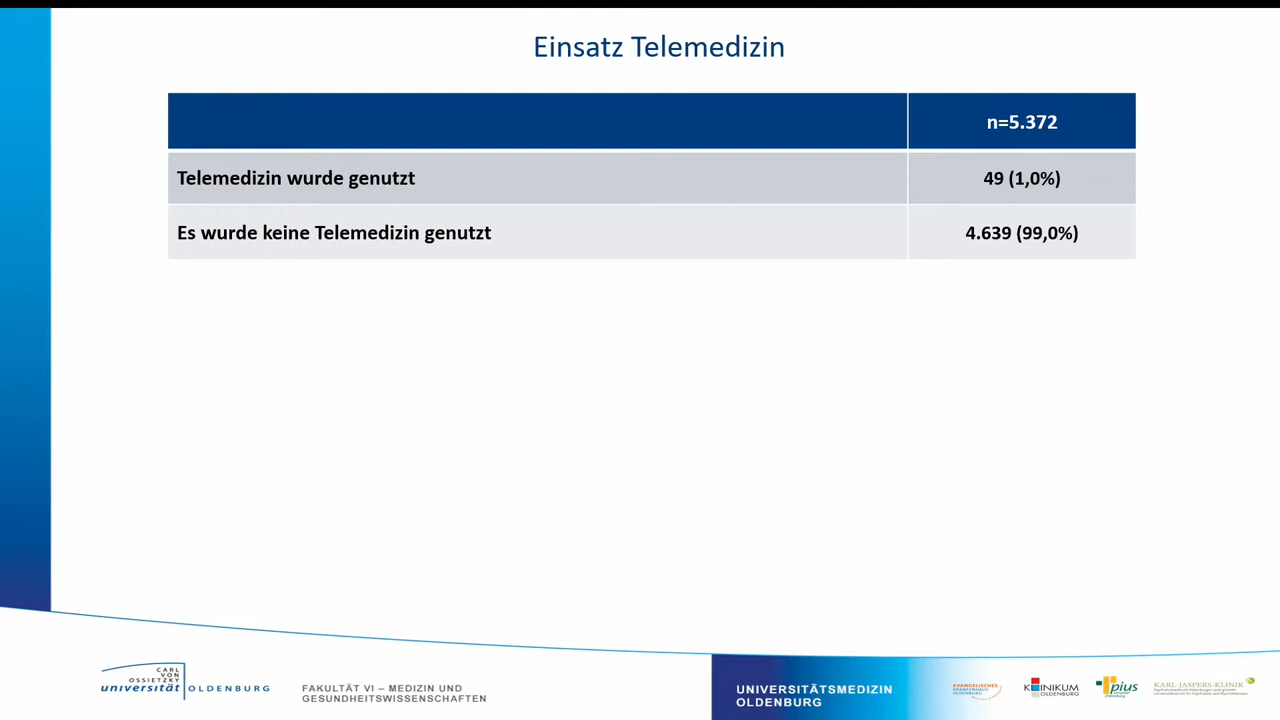 Einsatz Telemedizin
n=5.372
Telemedizin wurde genutzt 49 (1,0%)
Es wurde keine Telemedizin genutzt 4.639 (99,0%)
CARL
VON
OSSIETZKY
universität OLDENBURG
FAKULTÄT VI – MEDIZIN UND
GESUNDHEITSWISSENSCHAFTEN
UNIVERSITÄTSMEDIZIN
OLDENBURG
EVANGELISCHES
KRANKENHAUS
OLDENBURG
KLINIKUM
OLDENBURG
pius
KARL-JASPERS-KLINIK